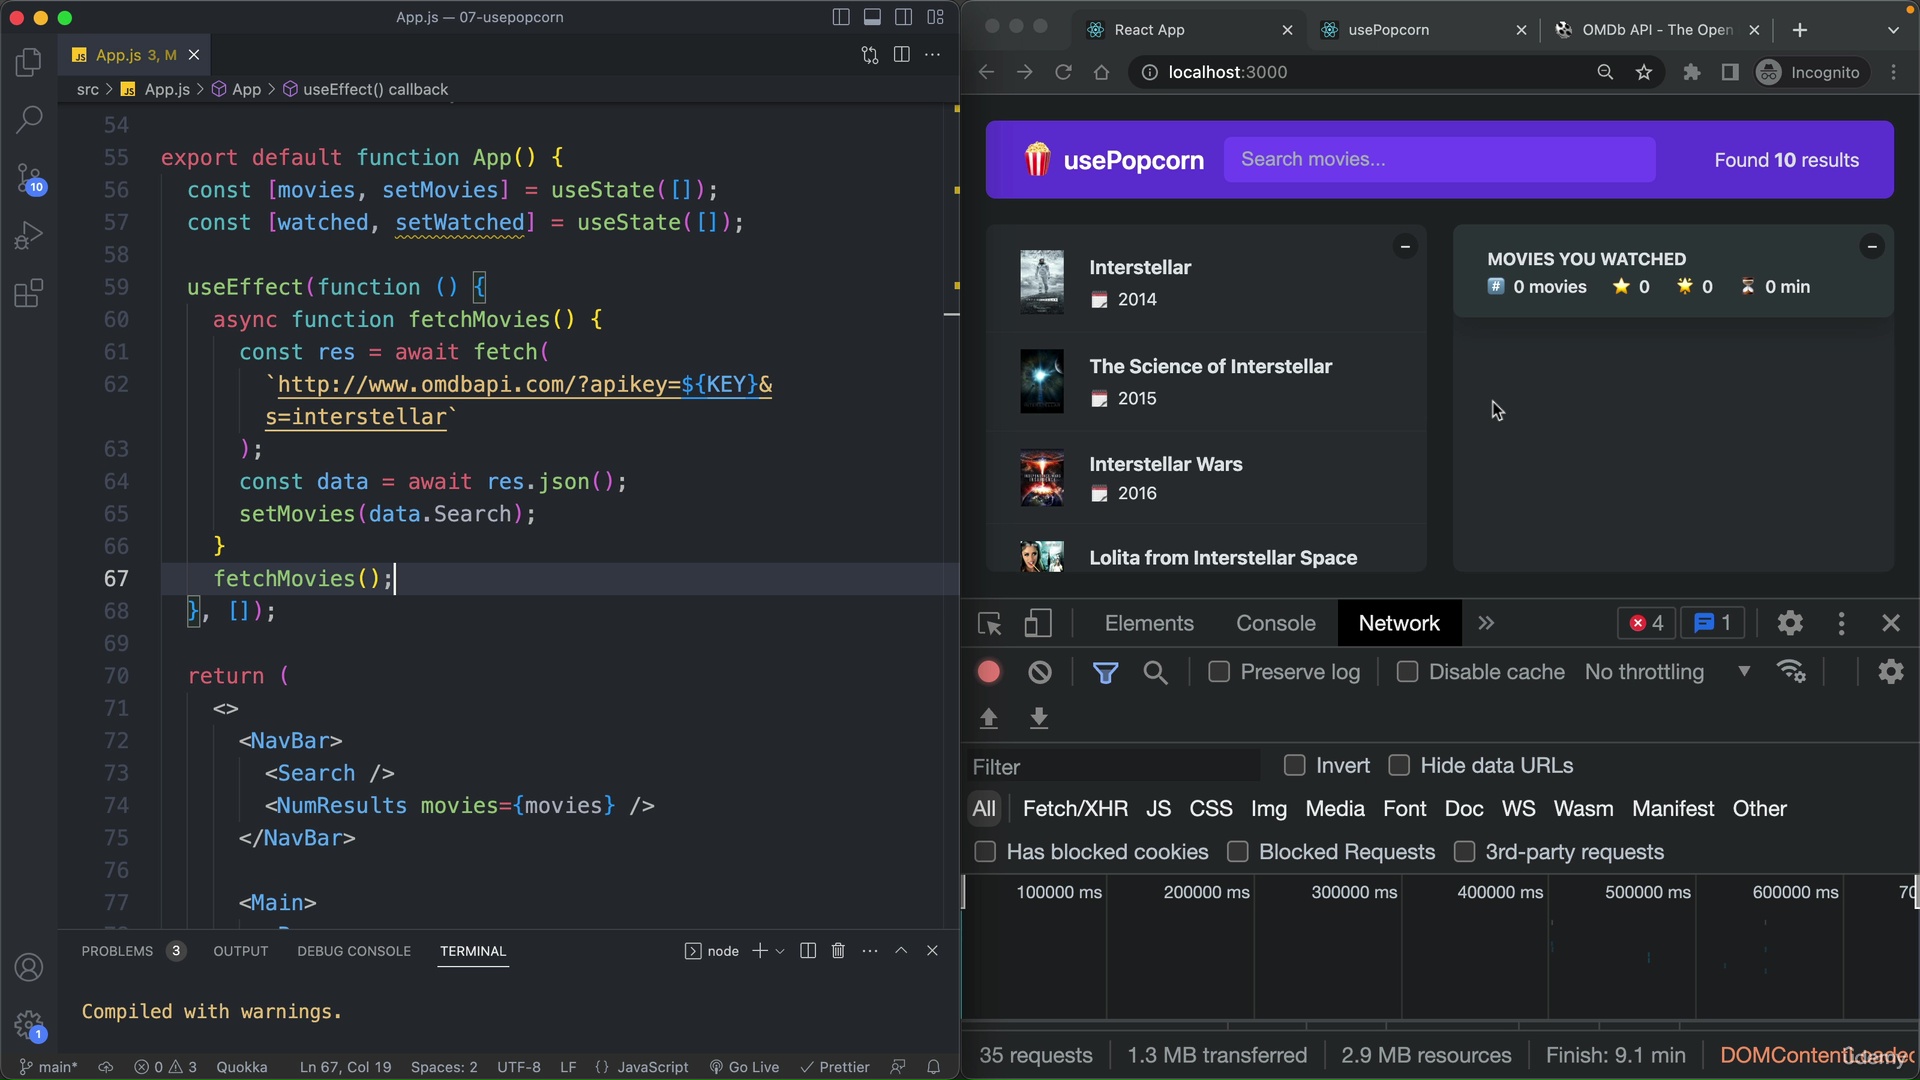 App.js — 07-usepopcorn
App.js 3, M
src > App.js > App > useEffect() callback
54
55 export default function App() {
56 const [movies, setMovies] = useState([]);
57 const [watched, setWatched] = useState([]);
58
59 useEffect(function () {
60 async function fetchMovies() {
61 const res = await fetch(
62 `http://www.omdbapi.com/?apikey=${KEY}&
s=interstellar`
63 );
64 const data = await res.json();
65 setMovies(data.Search);
66 }
67 fetchMovies();
68 }, []);
69
70 return (
71 <>
72 <NavBar>
73 <Search />
74 <NumResults movies={movies} />
75 </NavBar>
76
77 <Main>
PROBLEMS 3 OUTPUT DEBUG CONSOLE TERMINAL node
Compiled with warnings.
10
1
main* 0 3 Quokka Ln 67, Col 19 Spaces: 2 UTF-8 LF {} JavaScript Go Live Prettier
React App
usePopcorn
OMDb API - The Open
localhost:3000
Incognito
usePopcorn
Search movies...
Found 10 results
Interstellar
2014
The Science of Interstellar
2015
Interstellar Wars
2016
Lolita from Interstellar Space
MOVIES YOU WATCHED
# 0 movies 0 0 0 min
Elements Console Network 4 1
Preserve log Disable cache No throttling
Filter Invert Hide data URLs
All Fetch/XHR JS CSS Img Media Font Doc WS Wasm Manifest Other
Has blocked cookies Blocked Requests 3rd-party requests
100000 ms 200000 ms 300000 ms 400000 ms 500000 ms 600000 ms 70
35 requests 1.3 MB transferred 2.9 MB resources Finish: 9.1 min DOMContentLoaded